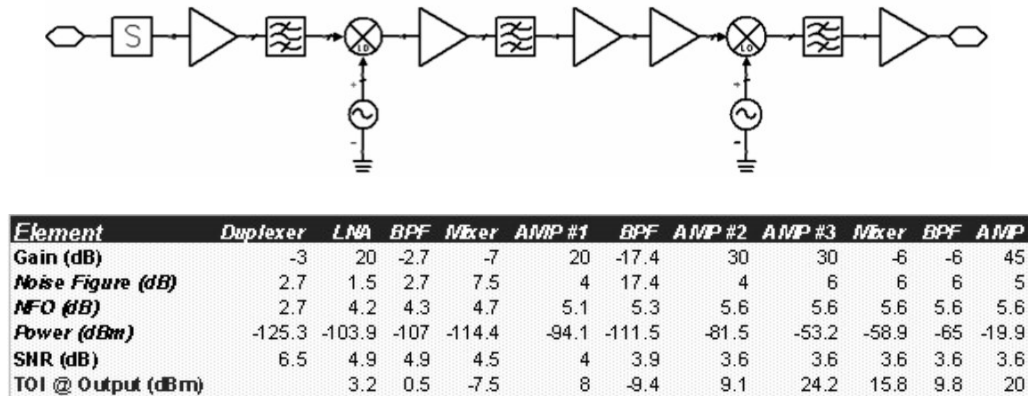 S
LO
LO
Element Duplexer LNA BPF Mixer AMP #1 BPF AMP #2 AMP #3 Mixer BPF AMP
Gain (dB) -3 20 -2.7 -7 20 -17.4 30 30 -6 -6 45
Noise Figure (dB) 2.7 1.5 2.7 7.5 4 17.4 4 6 6 6 5
NFO (dB) 2.7 4.2 4.3 4.7 5.1 5.3 5.6 5.6 5.6 5.6 5.6
Power (dBm) -125.3 -103.9 -107 -114.4 -94.1 -111.5 -81.5 -53.2 -58.9 -65 -19.9
SNR (dB) 6.5 4.9 4.9 4.5 4 3.9 3.6 3.6 3.6 3.6 3.6
TOI @ Output (dBm) 3.2 0.5 -7.5 8 -9.4 9.1 24.2 15.8 9.8 20